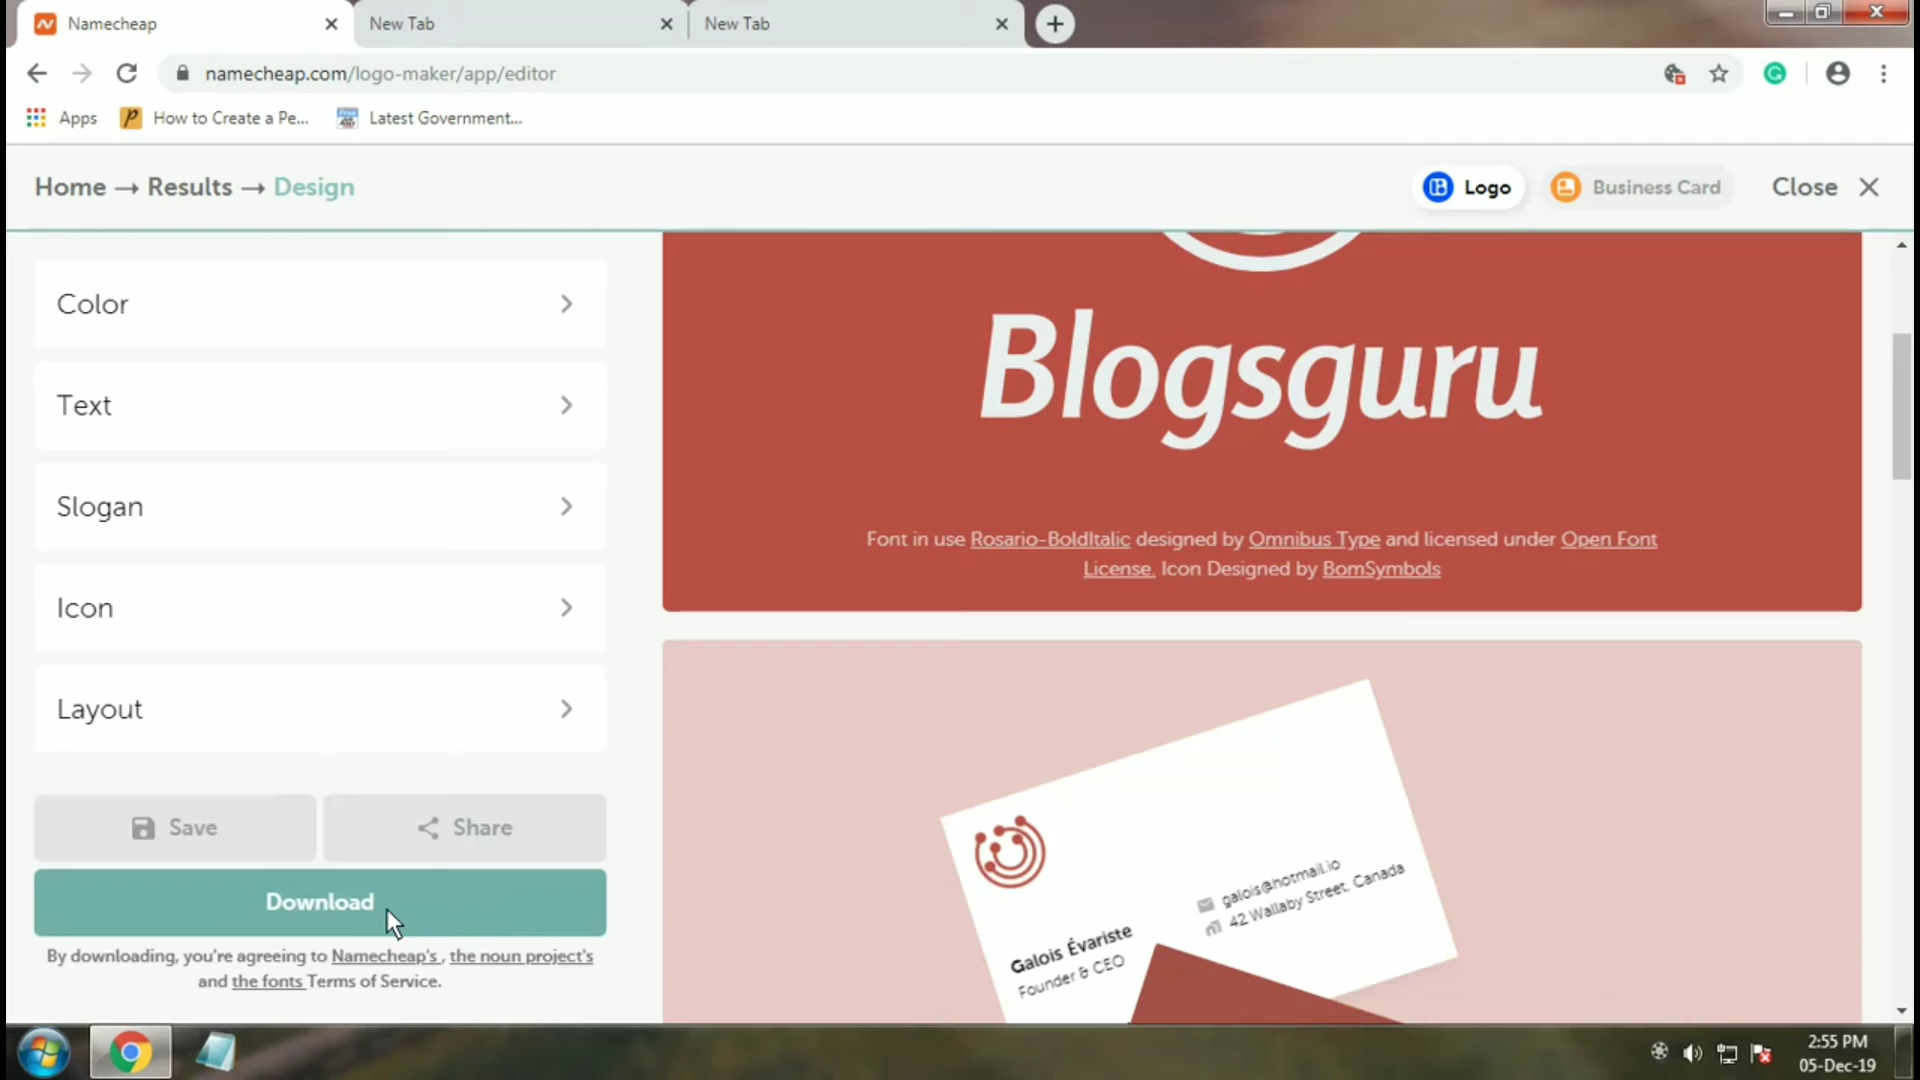 Namecheap
New Tab
New Tab
namecheap.com/logo-maker/app/editor
Apps
How to Create a Pe...
Latest Government...
Home → Results → Design
Logo
Business Card
Close
Color
Text
Slogan
Icon
Layout
Save
Share
Download
By downloading, you're agreeing to Namecheap's , the noun project's
and the fonts Terms of Service.
Blogsguru
Font in use Rosario-BoldItalic designed by Omnibus Type and licensed under Open Font
License. Icon Designed by BomSymbols
galois@hotmail.io
42 Wallaby Street, Canada
Galois Évariste
Founder & CEO
2:55 PM
05-Dec-19